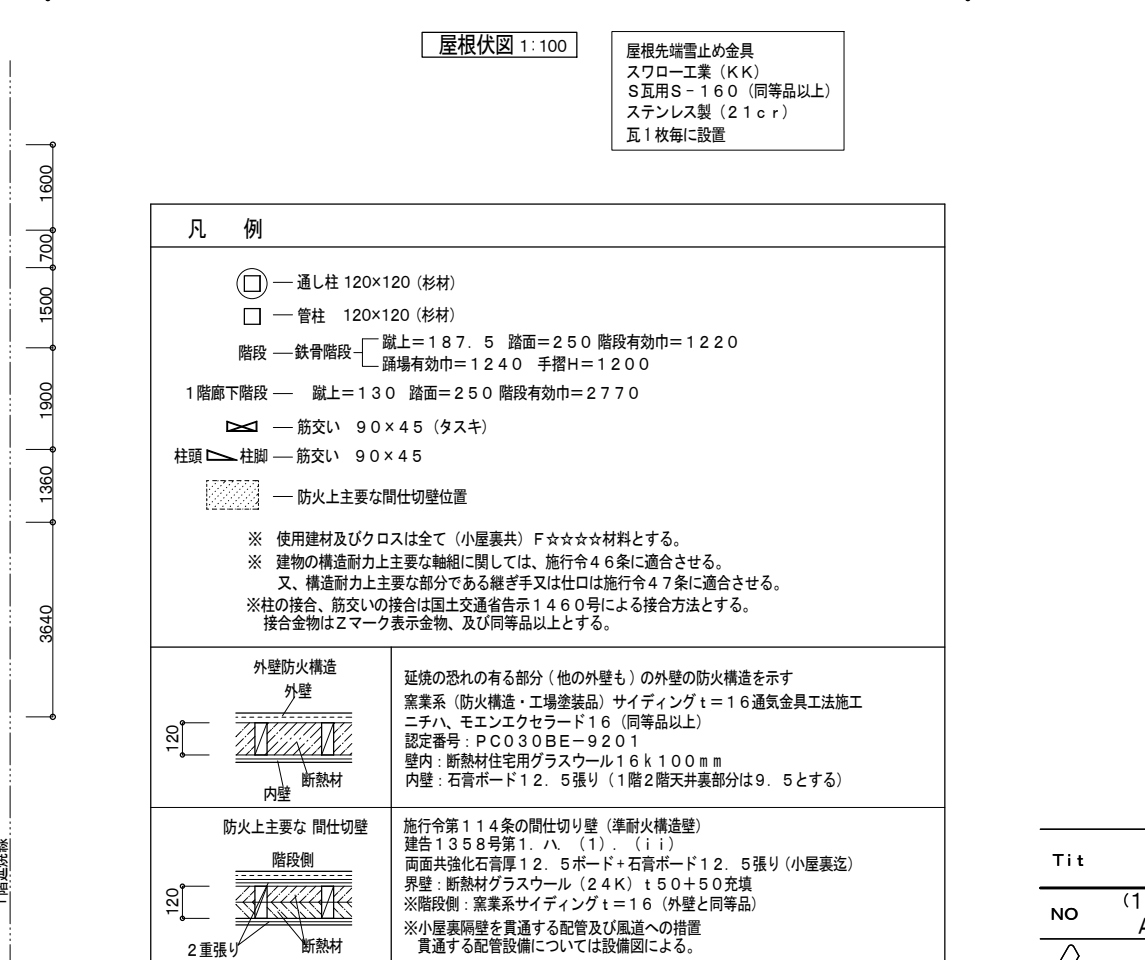 屋根伏図 1:100
屋根先端雪止め金具
スワロー工業（KK）
S瓦用S－160（同等品以上）
ステンレス製（21cr）
瓦1枚毎に設置
1600
700
1500
1900
1360
3640
凡　例
通し柱 120×120 (杉材)
管柱　120×120 (杉材)
階段 ― 鉄骨階段
蹴上＝187．5　踏面＝250 階段有効巾＝1220
踊場有効巾＝1240　手摺H＝1200
1階廊下階段 ―　蹴上＝130　踏面＝250 階段有効巾＝2770
筋交い　90×45（タスキ）
柱頭 柱脚 ― 筋交い　90×45
防火上主要な間仕切壁位置
※　使用建材及びクロスは全て（小屋裏共）F☆☆☆☆材料とする。
※　建物の構造耐力上主要な軸組に関しては、施行令46条に適合させる。
又、構造耐力上主要な部分である継ぎ手又は仕口は施行令47条に適合させる。
※柱の接合、筋交いの接合は国土交通省告示1460号による接合方法とする。
接合金物はZマーク表示金物、及び同等品以上とする。
外壁防火構造
外壁
120
断熱材
内壁
延焼の恐れの有る部分（他の外壁も）の外壁の防火構造を示す
窯業系（防火構造・工場塗装品）サイディングt＝16通気金具工法施工
ニチハ、モエンエクセラード16（同等品以上）
認定番号：PC030BE－9201
壁内：断熱材住宅用グラスウール16k100mm
内壁：石膏ボード12．5張り（1階2階天井裏部分は9．5とする）
防火上主要な 間仕切壁
階段側
120
2重張り
断熱材
施行令第114条の間仕切り壁（準耐火構造壁）
建告1358号第1．ハ．（1）．（ii）
両面共強化石膏厚12．5ボード+石膏ボード12．5張り(小屋裏迄)
界壁：断熱材グラスウール（24K）t50＋50充填
※階段側：窯業系サイディングt＝16（外壁と同等品）
※小屋裏隔壁を貫通する配管及び風道への措置
貫通する配管設備については設備図による。
Tit
NO
(1